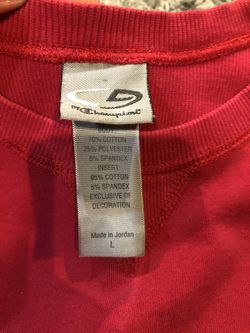 by Champion
BODY
70% COTTON
25% POLYESTER
5% SPANDEX
INSERT
95% COTTON
5% SPANDEX
EXCLUSIVE OF
DECORATION
Made in Jordan
L